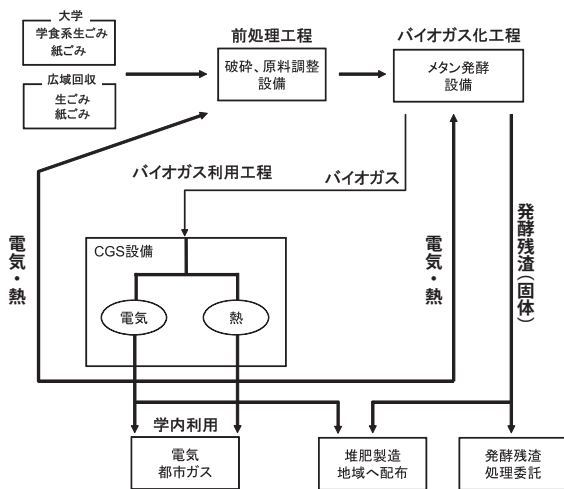 大学
学食系生ごみ
紙ごみ
広域回収
生ごみ
紙ごみ
前処理工程
破砕、原料調整
設備
バイオガス化工程
メタン発酵
設備
バイオガス利用工程
バイオガス
電気・熱
CGS設備
電気
熱
電気・熱
発酵残渣(固体)
学内利用
電気
都市ガス
堆肥製造
地域へ配布
発酵残渣
処理委託